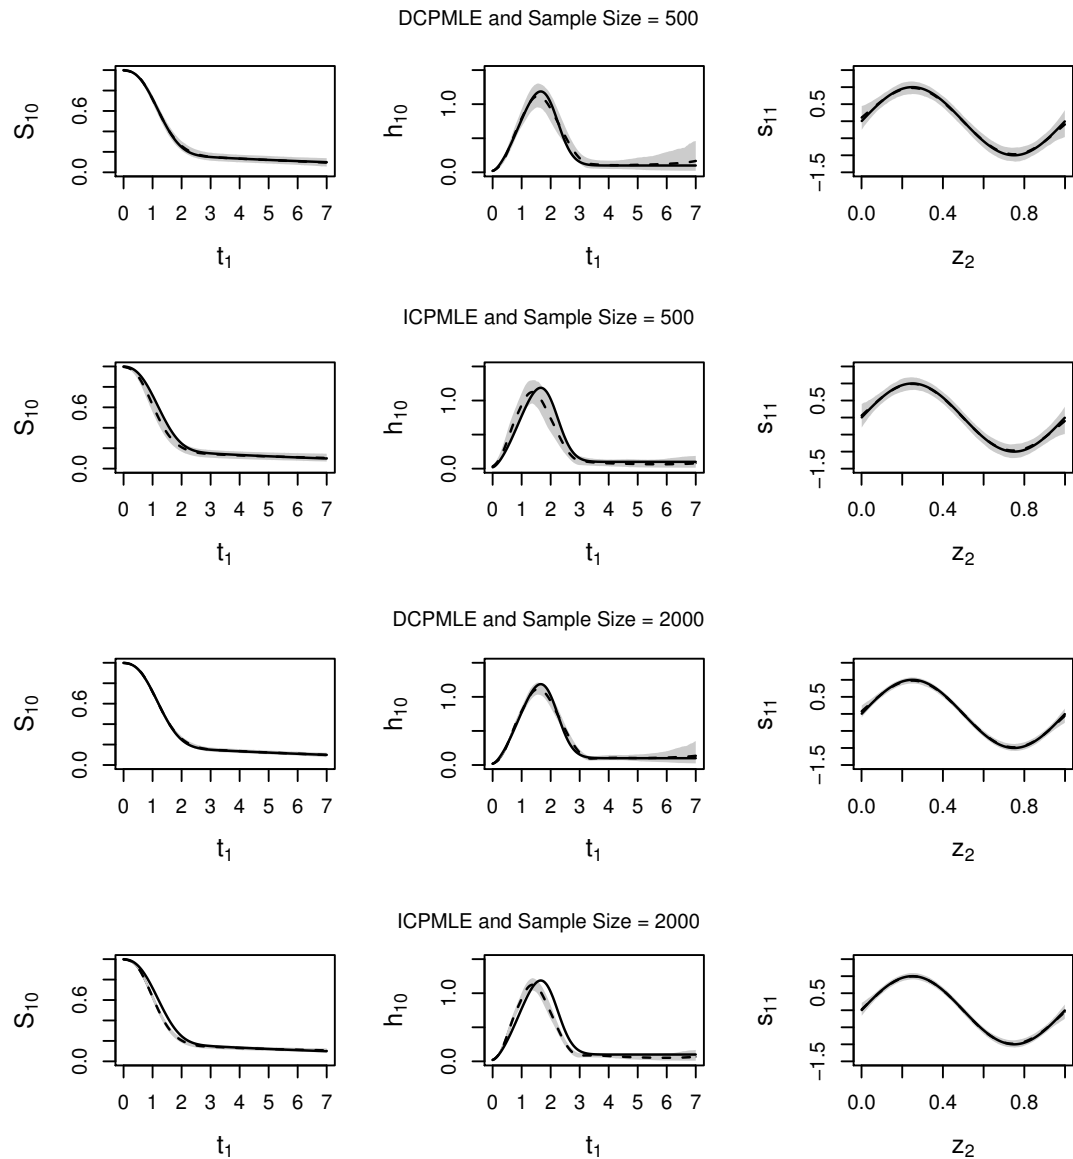 DCPMLE and Sample Size = 500
S10
0.0 0.6
0 1 2 3 4 5 6 7
t1
h10
0.0 1.0
0 1 2 3 4 5 6 7
t1
s11
−1.5 0.5
0.0 0.4 0.8
z2
ICPMLE and Sample Size = 500
S10
0.0 0.6
0 1 2 3 4 5 6 7
t1
h10
0.0 1.0
0 1 2 3 4 5 6 7
t1
s11
−1.5 0.5
0.0 0.4 0.8
z2
DCPMLE and Sample Size = 2000
S10
0.0 0.6
0 1 2 3 4 5 6 7
t1
h10
0.0 1.0
0 1 2 3 4 5 6 7
t1
s11
−1.5 0.5
0.0 0.4 0.8
z2
ICPMLE and Sample Size = 2000
S10
0.0 0.6
0 1 2 3 4 5 6 7
t1
h10
0.0 1.0
0 1 2 3 4 5 6 7
t1
s11
−1.5 0.5
0.0 0.4 0.8
z2